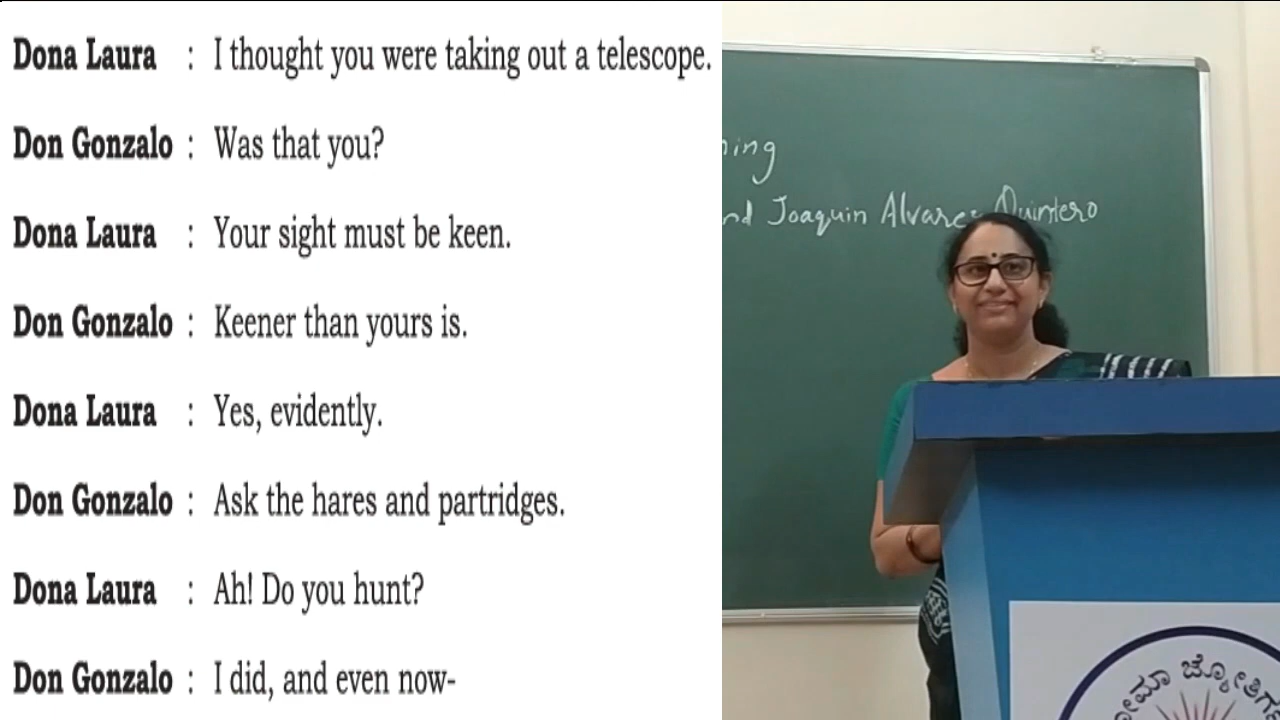 Dona Laura : I thought you were taking out a telescope.
Don Gonzalo : Was that you?
Dona Laura : Your sight must be keen.
Don Gonzalo : Keener than yours is.
Dona Laura : Yes, evidently.
Don Gonzalo : Ask the hares and partridges.
Dona Laura : Ah! Do you hunt?
Don Gonzalo : I did, and even now-
Joaquin Alvarez Quintero